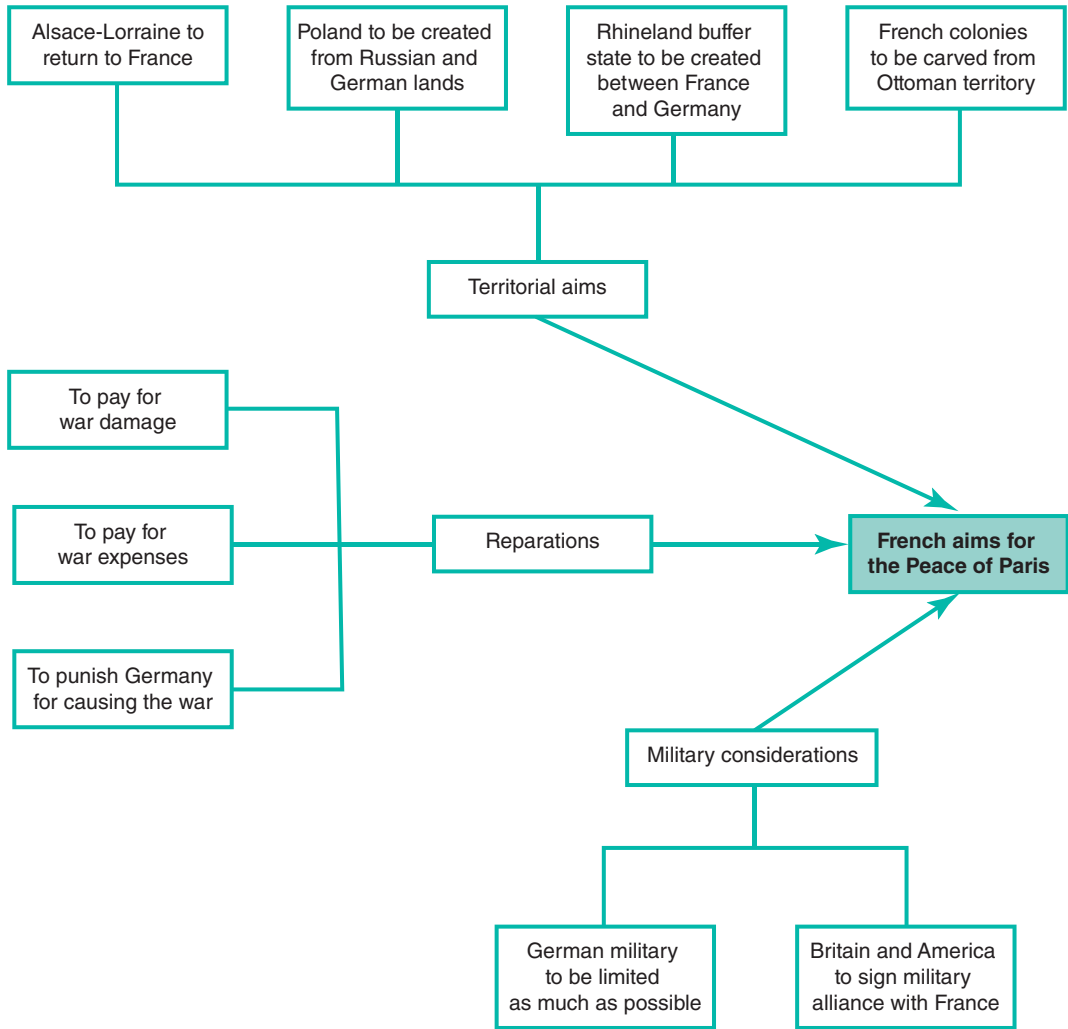 Alsace-Lorraine to
return to France
Poland to be created
from Russian and
German lands
Rhineland buffer
state to be created
between France
and Germany
French colonies
to be carved from
Ottoman territory
Territorial aims
To pay for
war damage
To pay for
war expenses
To punish Germany
for causing the war
Reparations
French aims for
the Peace of Paris
Military considerations
German military
to be limited
as much as possible
Britain and America
to sign military
alliance with France